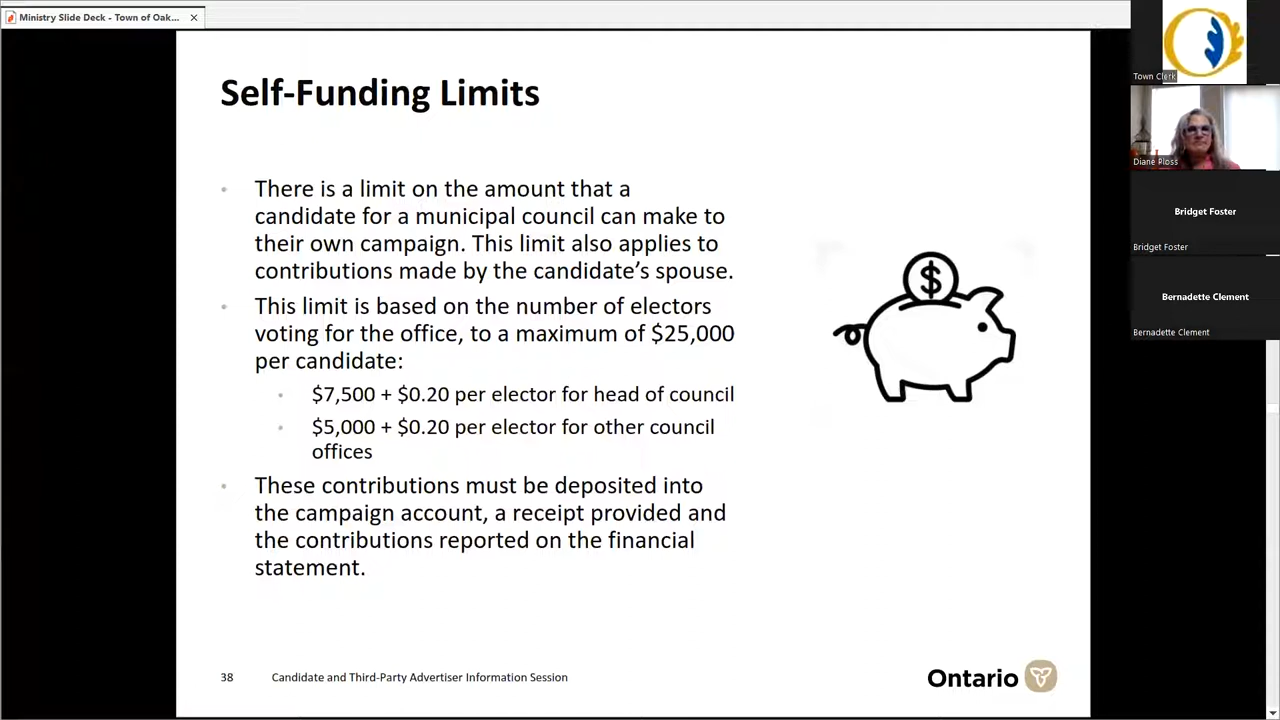 Ministry Slide Deck - Town of Oak...
Self-Funding Limits
• There is a limit on the amount that a
candidate for a municipal council can make to
their own campaign. This limit also applies to
contributions made by the candidate’s spouse.
• This limit is based on the number of electors
voting for the office, to a maximum of $25,000
per candidate:
• $7,500 + $0.20 per elector for head of council
• $5,000 + $0.20 per elector for other council
offices
• These contributions must be deposited into
the campaign account, a receipt provided and
the contributions reported on the financial
statement.
$
38 Candidate and Third-Party Advertiser Information Session
Ontario
Town Clerk
Diane Ploss
Bridget Foster
Bridget Foster
Bernadette Clement
Bernadette Clement